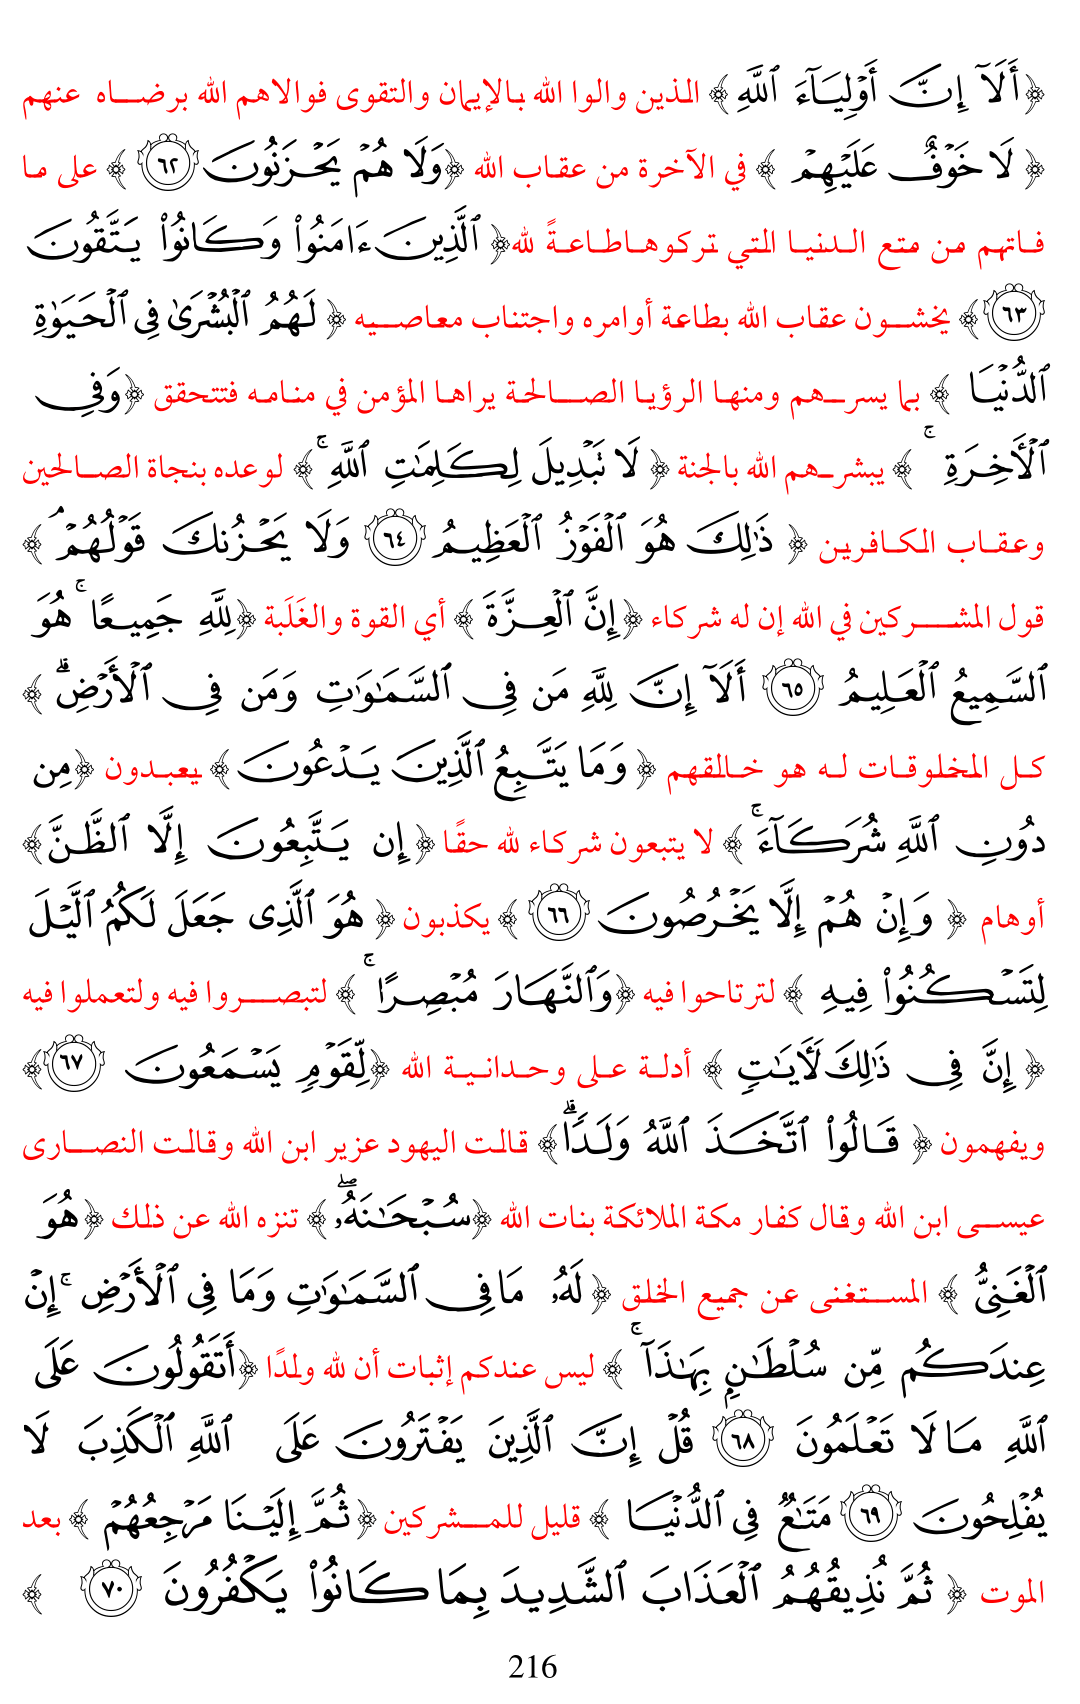 ﴿أَلَآ إِنَّ أَوْلِيَآءَ ٱللَّهِ ﴾ الذين والوا الله بالإيمان والتقوى فوالاهم الله برضاه عنهم
﴿ لَا خَوْفٌ عَلَيْهِمْ ﴾ في الآخرة من عقاب الله ﴿وَلَا هُمْ يَحْزَنُونَ ٦٢ ﴾ على ما
فاتهم من متع الدنيا التي تركوها طاعةً لله﴿ ٱلَّذِينَ ءَامَنُوا۟ وَكَانُوا۟ يَتَّقُونَ
٦٣﴾ يخشون عقاب الله بطاعة أوامره واجتناب معاصيه ﴿ لَهُمُ ٱلْبُشْرَىٰ فِى ٱلْحَيَوٰةِ
ٱلدُّنْيَا ﴾ بما يسرهم ومنها الرؤيا الصالحة يراها المؤمن في منامه فتتحقق ﴿وَفِى
ٱلْأَخِرَةِ ۚ ﴾ يبشرهم الله بالجنة ﴿ لَا تَبْدِيلَ لِكَلِمَٰتِ ٱللَّهِ ۚ﴾ لوعده بنجاة الصالحين
وعقاب الكافرين ﴿ ذَٰلِكَ هُوَ ٱلْفَوْزُ ٱلْعَظِيمُ ٦٤ وَلَا يَحْزُنكَ قَوْلُهُمْ ۘ ﴾
قول المشركين في الله إن له شركاء ﴿إِنَّ ٱلْعِزَّةَ ﴾ أي القوة والغَلَبة ﴿لِلَّهِ جَمِيعًا ۚ هُوَ
ٱلسَّمِيعُ ٱلْعَلِيمُ ٦٥ أَلَآ إِنَّ لِلَّهِ مَن فِى ٱلسَّمَٰوَٰتِ وَمَن فِى ٱلْأَرْضِ ۗ ﴾
كل المخلوقات له هو خالقهم ﴿ وَمَا يَتَّبِعُ ٱلَّذِينَ يَدْعُونَ ﴾ يعبدون ﴿مِن
دُونِ ٱللَّهِ شُرَكَآءَ ۚ ﴾ لا يتبعون شركاء لله حقًا ﴿إِن يَتَّبِعُونَ إِلَّا ٱلظَّنَّ﴾
أوهام ﴿ وَإِنْ هُمْ إِلَّا يَخْرُصُونَ ٦٦ ﴾ يكذبون ﴿ هُوَ ٱلَّذِى جَعَلَ لَكُمُ ٱلَّيْلَ
لِتَسْكُنُوا۟ فِيهِ ﴾ لترتاحوا فيه ﴿وَٱلنَّهَارَ مُبْصِرًا ۚ ﴾ لتبصروا فيه ولتعملوا فيه
﴿ إِنَّ فِى ذَٰلِكَ لَأَيَٰتٍ ﴾ أدلة على وحدانية الله ﴿لِّقَوْمٍ يَسْمَعُونَ ٦٧﴾
ويفهمون ﴿ قَالُوا۟ ٱتَّخَذَ ٱللَّهُ وَلَدًا ۗ﴾ قالت اليهود عزير ابن الله وقالت النصارى
عيسى ابن الله وقال كفار مكة الملائكة بنات الله ﴿سُبْحَٰنَهُۥ ۖ﴾ تنزه الله عن ذلك ﴿هُوَ
ٱلْغَنِىُّ ﴾ المستغنى عن جميع الخلق ﴿ لَهُۥ مَا فِى ٱلسَّمَٰوَٰتِ وَمَا فِى ٱلْأَرْضِ ۚ إِنْ
عِندَكُم مِّن سُلْطَٰنٍۭ بِهَٰذَآ ۚ ﴾ ليس عندكم إثبات أن لله ولدًا ﴿أَتَقُولُونَ عَلَى
ٱللَّهِ مَا لَا تَعْلَمُونَ ٦٨ قُلْ إِنَّ ٱلَّذِينَ يَفْتَرُونَ عَلَى ٱللَّهِ ٱلْكَذِبَ لَا
يُفْلِحُونَ ٦٩ مَتَٰعٌ فِى ٱلدُّنْيَا ﴾ قليل للمشركين ﴿ثُمَّ إِلَيْنَا مَرْجِعُهُمْ ﴾ بعد
الموت ﴿ ثُمَّ نُذِيقُهُمُ ٱلْعَذَابَ ٱلشَّدِيدَ بِمَا كَانُوا۟ يَكْفُرُونَ ٧٠ ﴾
216